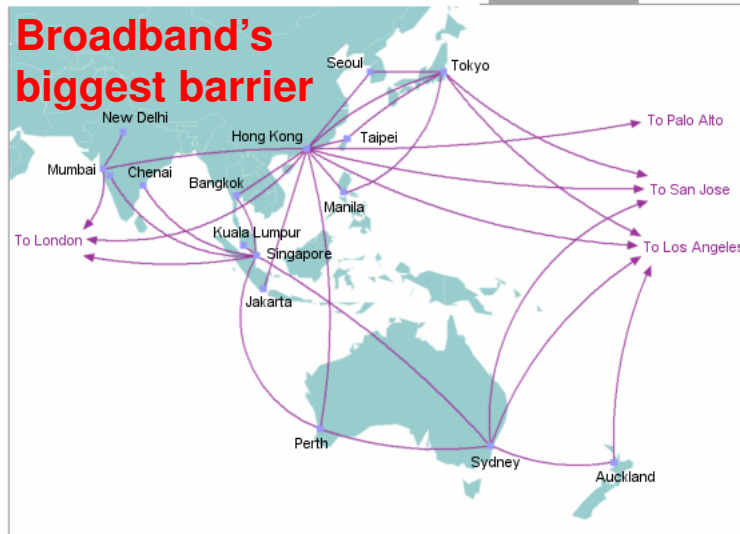 Broadband's
biggest barrier
Seoul
Tokyo
New Delhi
Hong Kong
Taipei
To Palo Alto
Mumbai
Chenai
Bangkok
Manila
To San Jose
To London
Kuala Lumpur
Singapore
To Los Angeles
Jakarta
Perth
Sydney
Auckland